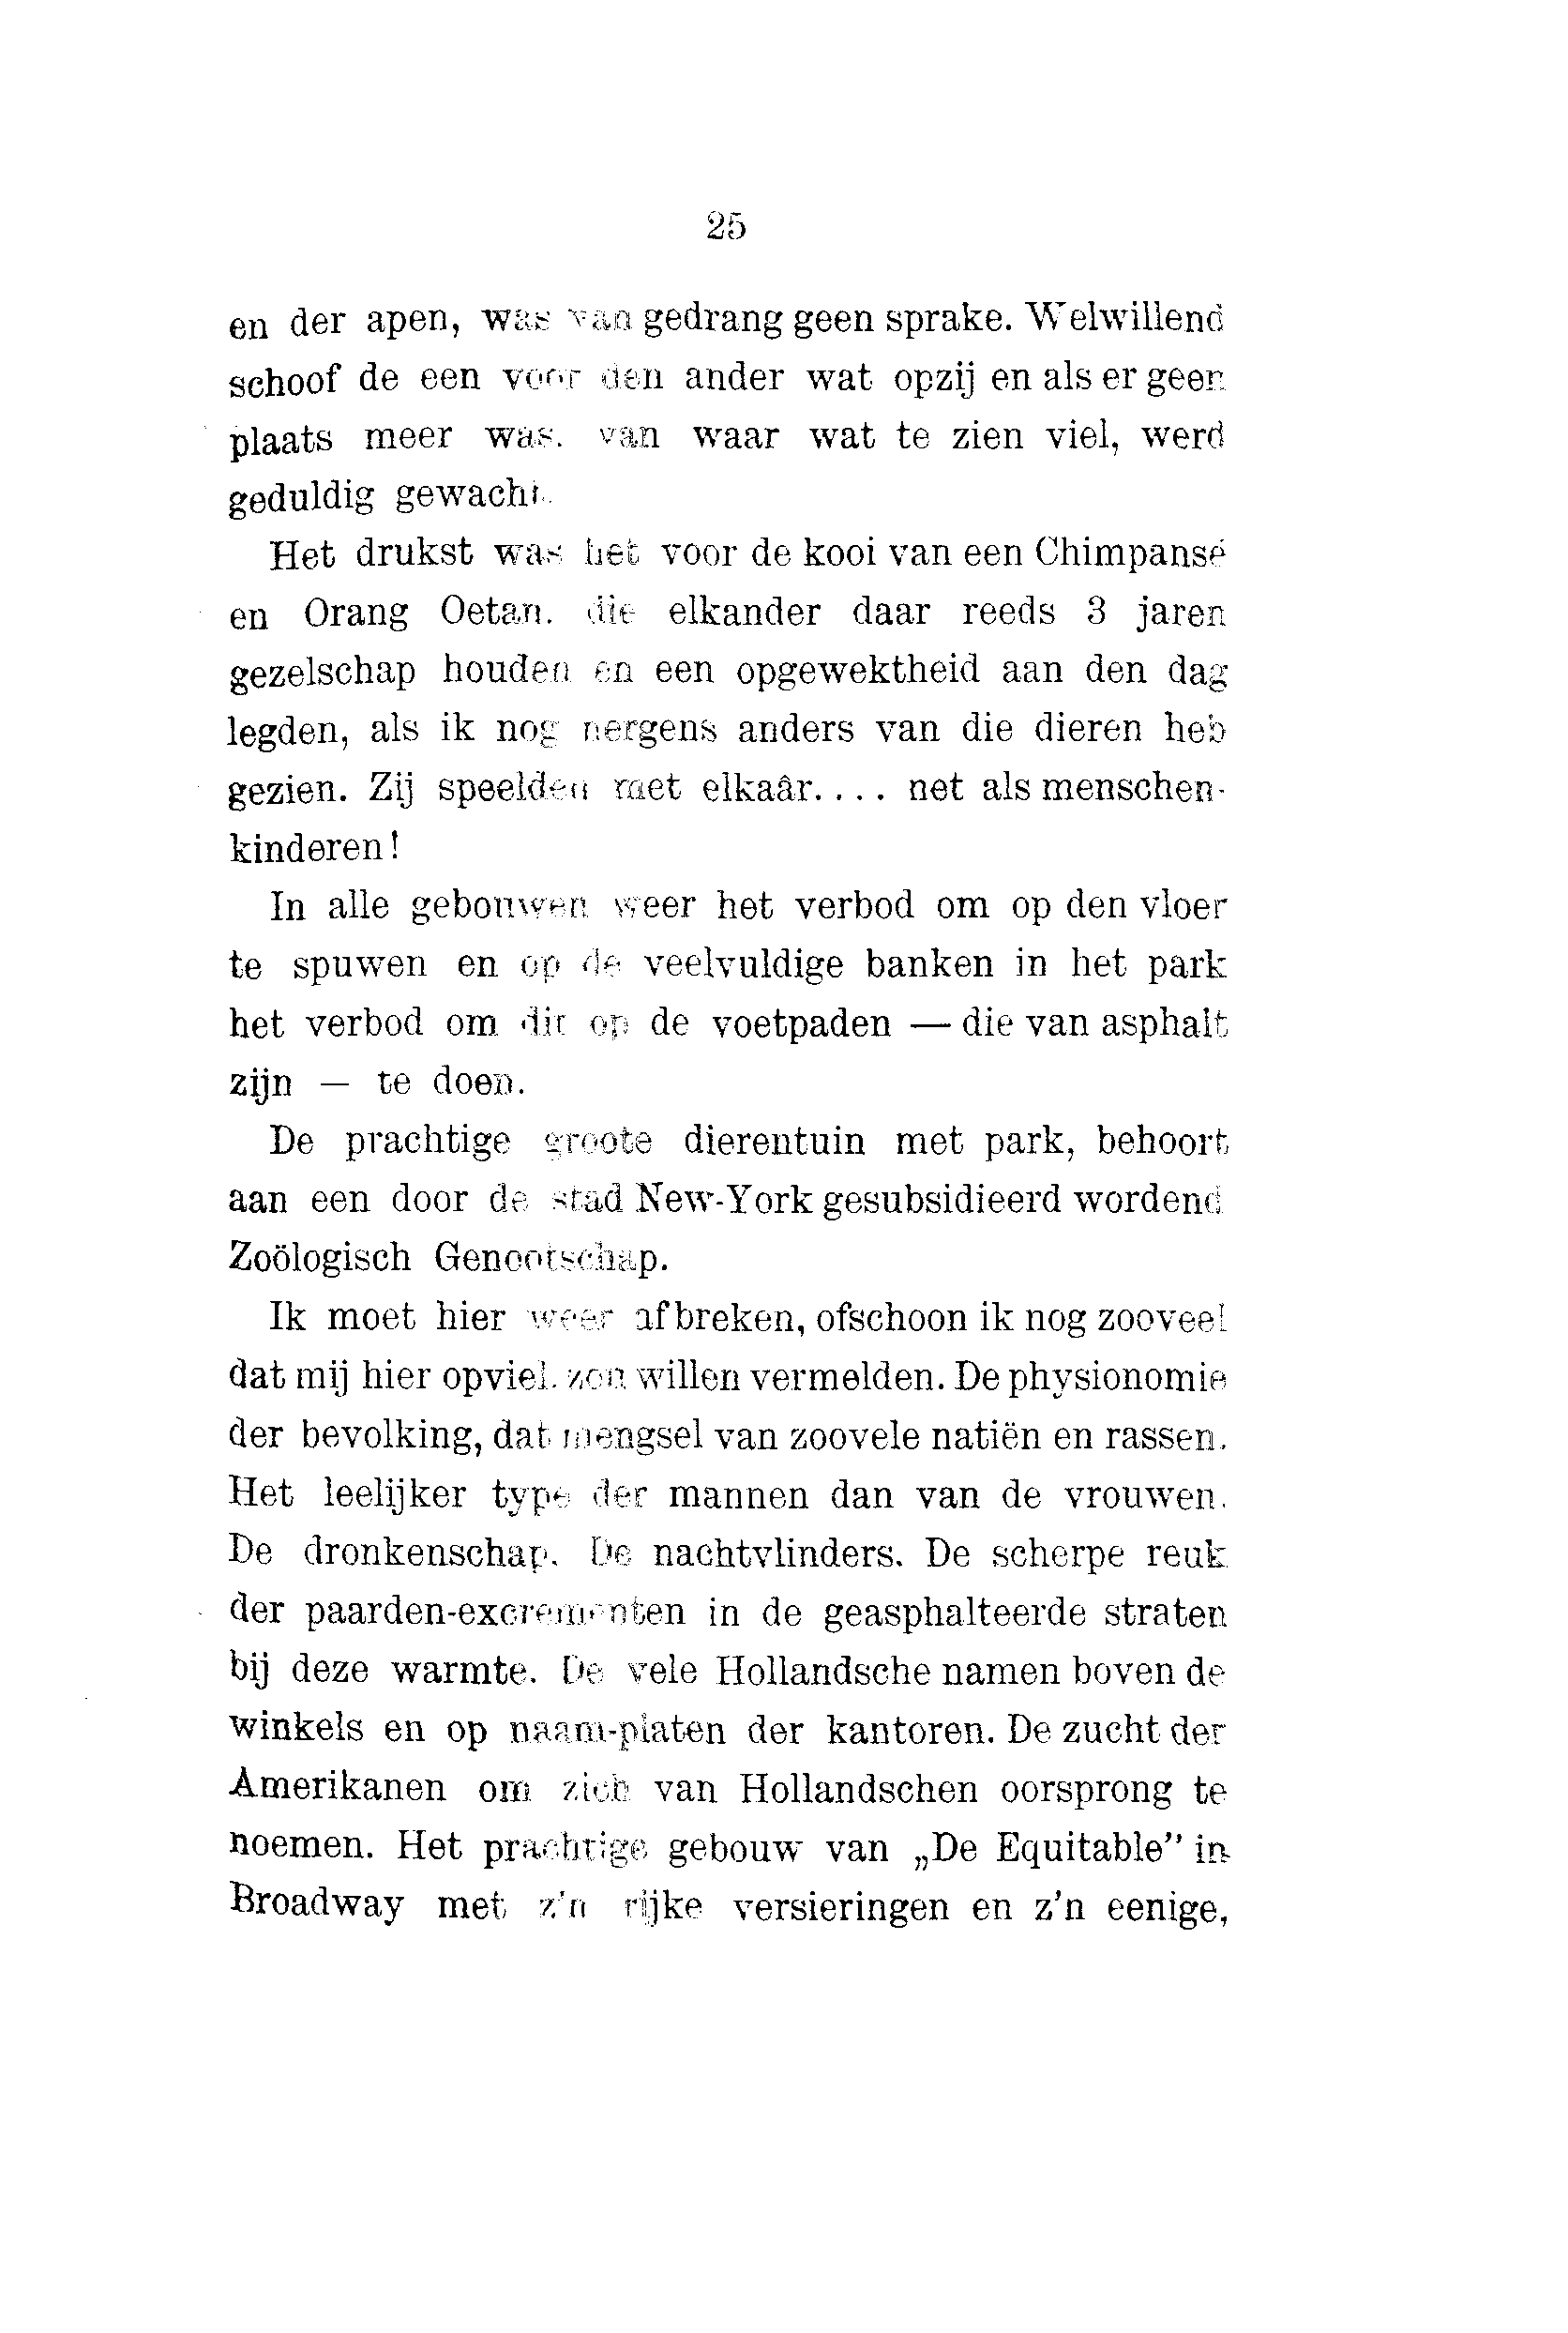 25
en der apen, was van gedrang geen sprake. Welwillend
schoof de een voor den ander wat opzij en als er geen
plaats meer was, van waar wat te zien viel, werd
geduldig gewacht.
Het drukst was het voor de kooi van een Chimpansé
en Orang Oetan, die elkander daar reeds 3 jaren
gezelschap houden en een opgewektheid aan den dag
legden, als ik nog nergens anders van die dieren heb
gezien. Zij speelden met elkaâr.... net als menschen-
kinderen!
In alle gebouwen weer het verbod om op den vloer
te spuwen en op de veelvuldige banken in het park
het verbod om dit op de voetpaden — die van asphalt
zijn — te doen.
De prachtige groote dierentuin met park, behoort
aan een door de stad New-York gesubsidieerd wordend
Zoölogisch Genootschap.
Ik moet hier weer afbreken, ofschoon ik nog zooveel
dat mij hier opviel, zou willen vermelden. De physionomie
der bevolking, dat mengsel van zoovele natiën en rassen.
Het leelijker type der mannen dan van de vrouwen.
De dronkenschap. De nachtvlinders. De scherpe reuk
der paarden-excrementen in de geasphalteerde straten
bij deze warmte. De vele Hollandsche namen boven de
winkels en op naam-platen der kantoren. De zucht der
Amerikanen om zich van Hollandschen oorsprong te
noemen. Het prachtige gebouw van „De Equitable” in
Broadway met z'n rijke versieringen en z'n eenige,